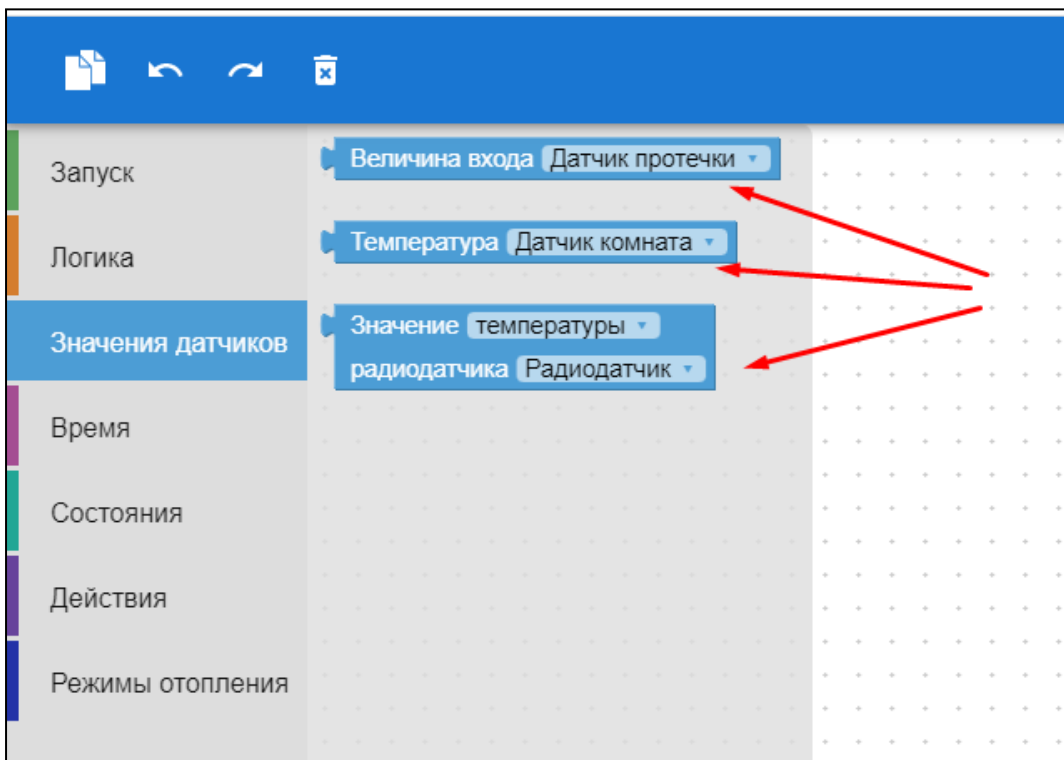 Запуск
Логика
Значения датчиков
Время
Состояния
Действия
Режимы отопления
Величина входа Датчик протечки
Температура Датчик комната
Значение температуры
радиодатчика Радиодатчик